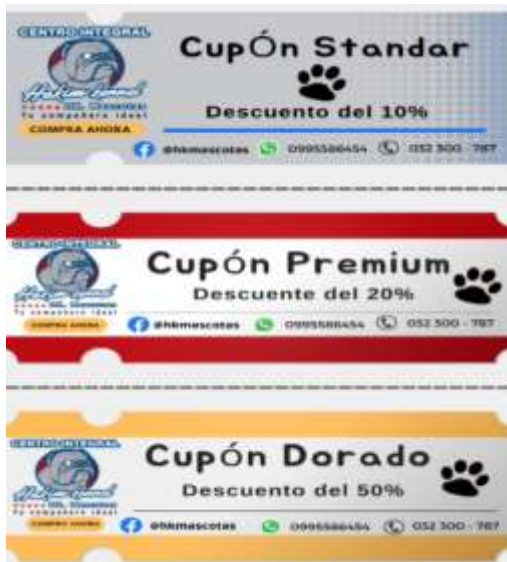 CENTRO INTEGRAL
CupÓn Standar
Descuento del 10%
Tu compañero ideal
COMPRA AHORA
@hkmascotas 0995586454 032 300 - 787
CENTRO INTEGRAL
Cupón Premium
Descuente del 20%
Tu compañero ideal
COMPRA AHORA
@hkmascotas 0995586454 032 300 - 787
CENTRO INTEGRAL
Cupón Dorado
Descuento del 50%
Tu compañero ideal
COMPRA AHORA
@hkmascotas 0995586454 032 300 - 787